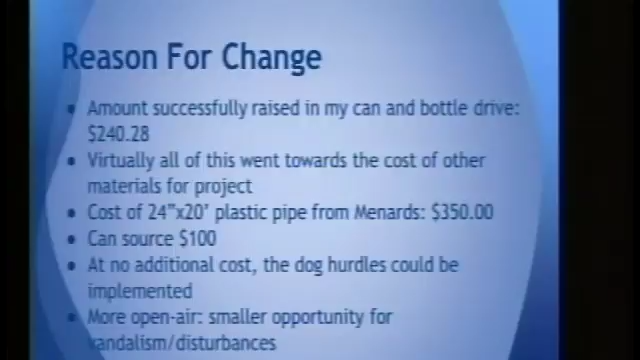 Reason For Change
• Amount successfully raised in my can and bottle drive:
$240.28
• Virtually all of this went towards the cost of other
materials for project
• Cost of 24"x20' plastic pipe from Menards: $350.00
• Can source $100
• At no additional cost, the dog hurdles could be
implemented
• More open-air: smaller opportunity for
vandalism/disturbances